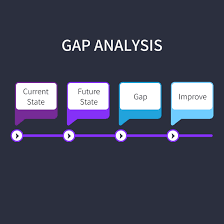 GAP ANALYSIS
Current
State
Future
State
Gap
Improve